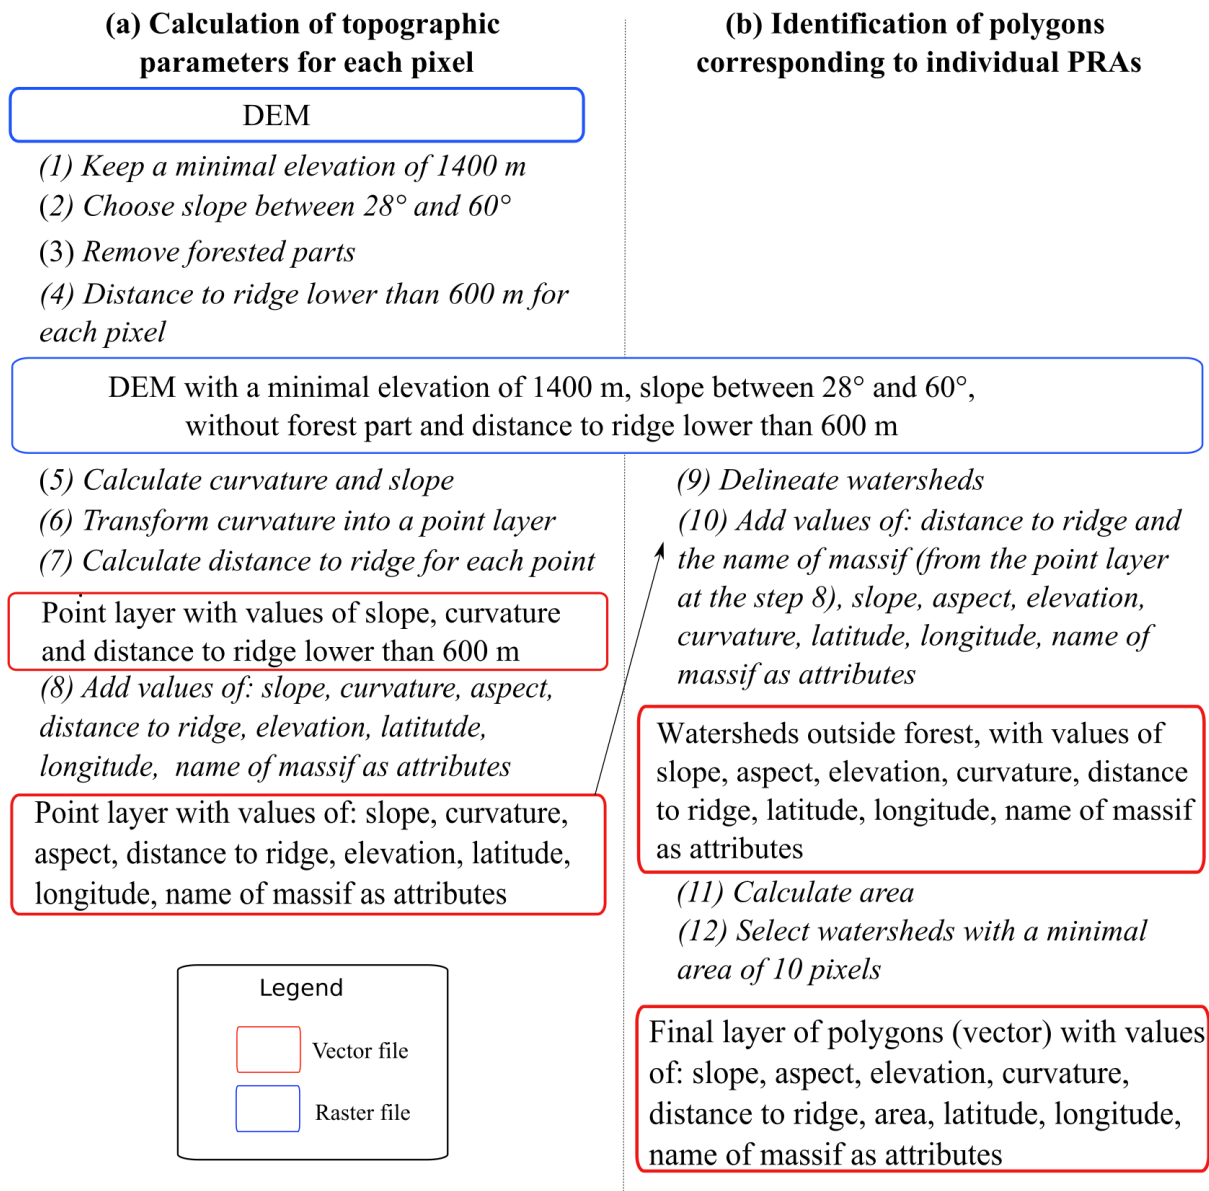 (a) Calculation of topographic
parameters for each pixel
DEM
(1) Keep a minimal elevation of 1400 m
(2) Choose slope between 28° and 60°
(3) Remove forested parts
(4) Distance to ridge lower than 600 m for
each pixel
(b) Identification of polygons
corresponding to individual PRAs
DEM with a minimal elevation of 1400 m, slope between 28° and 60°,
without forest part and distance to ridge lower than 600 m
(5) Calculate curvature and slope
(6) Transform curvature into a point layer
(7) Calculate distance to ridge for each point
Point layer with values of slope, curvature
and distance to ridge lower than 600 m
(8) Add values of: slope, curvature, aspect,
distance to ridge, elevation, latitutde,
longitude, name of massif as attributes
Point layer with values of: slope, curvature,
aspect, distance to ridge, elevation, latitude,
longitude, name of massif as attributes
(9) Delineate watersheds
(10) Add values of: distance to ridge and
the name of massif (from the point layer
at the step 8), slope, aspect, elevation,
curvature, latitude, longitude, name of
massif as attributes
Watersheds outside forest, with values of
slope, aspect, elevation, curvature, distance
to ridge, latitude, longitude, name of massif
as attributes
(11) Calculate area
(12) Select watersheds with a minimal
area of 10 pixels
Final layer of polygons (vector) with values
of: slope, aspect, elevation, curvature,
distance to ridge, area, latitude, longitude,
name of massif as attributes
Legend
Vector file
Raster file